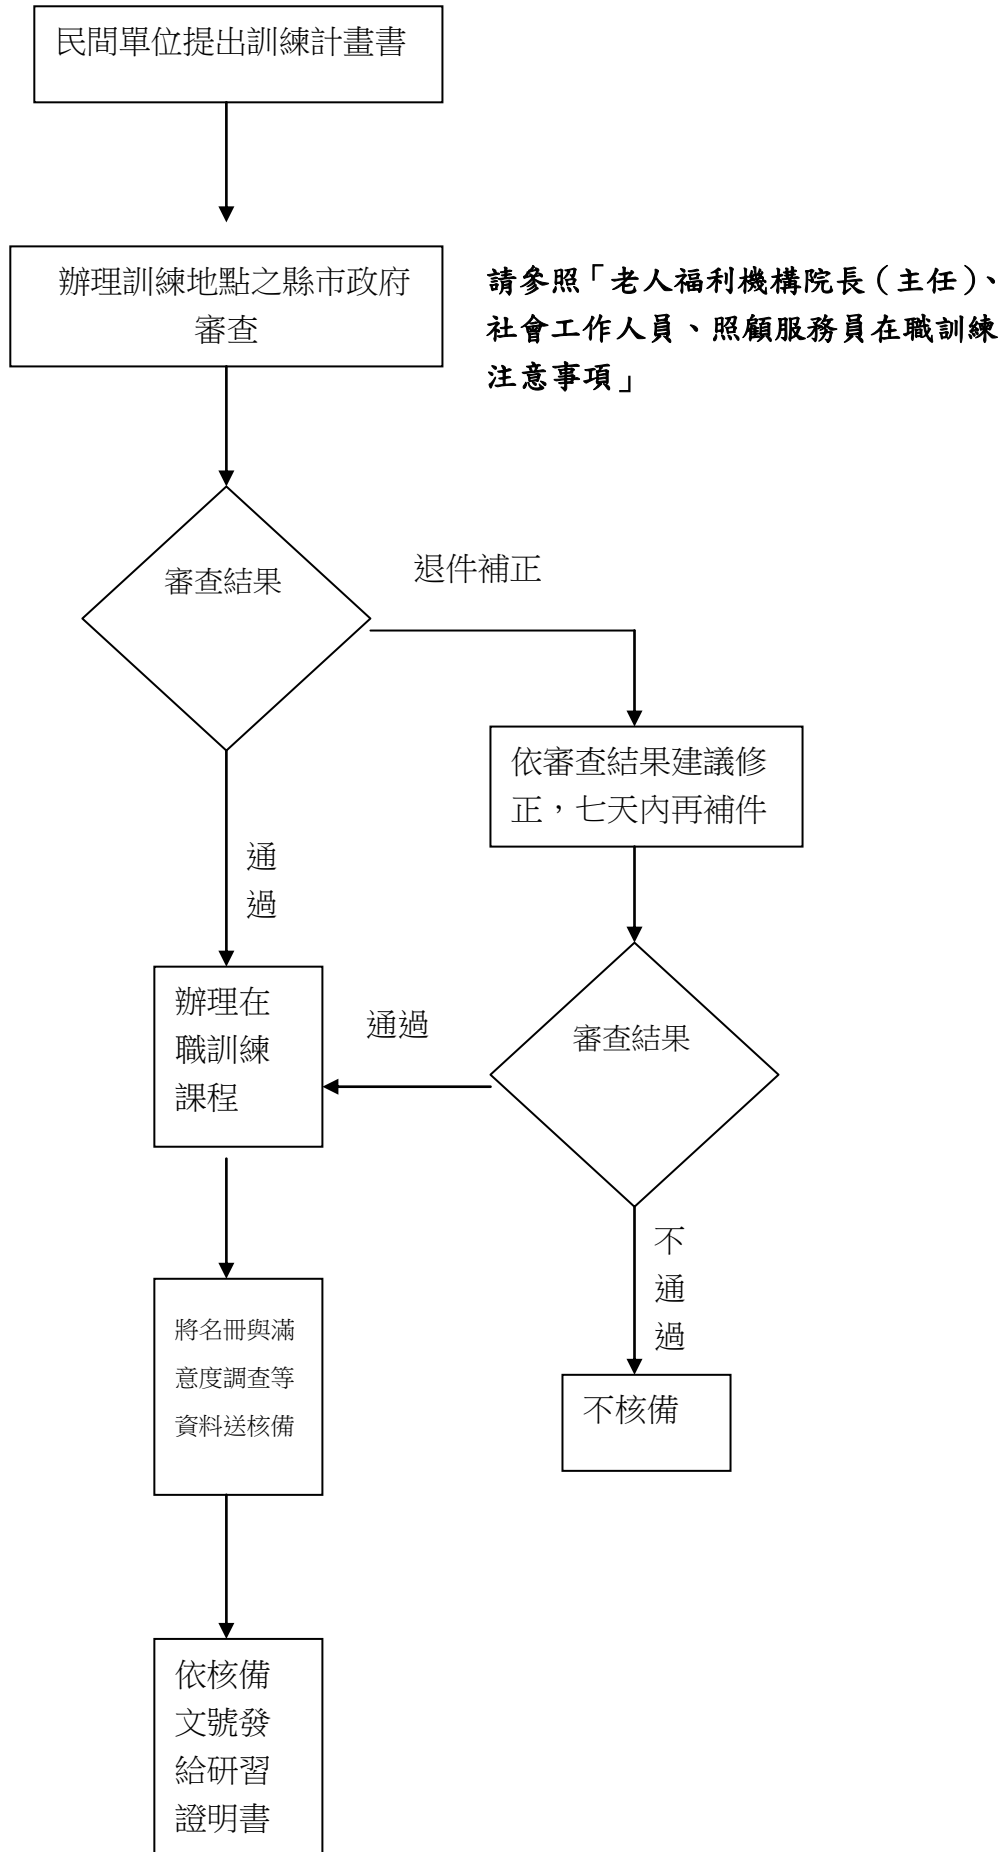 民間單位提出訓練計畫書
辦理訓練地點之縣市政府
審查
請參照「老人福利機構院長（主任）、
社會工作人員、照顧服務員在職訓練
注意事項」
審查結果
退件補正
依審查結果建議修
正，七天內再補件
通
過
辦理在
職訓練
課程
通過
審查結果
不
通
過
將名冊與滿
意度調查等
資料送核備
不核備
依核備
文號發
給研習
證明書